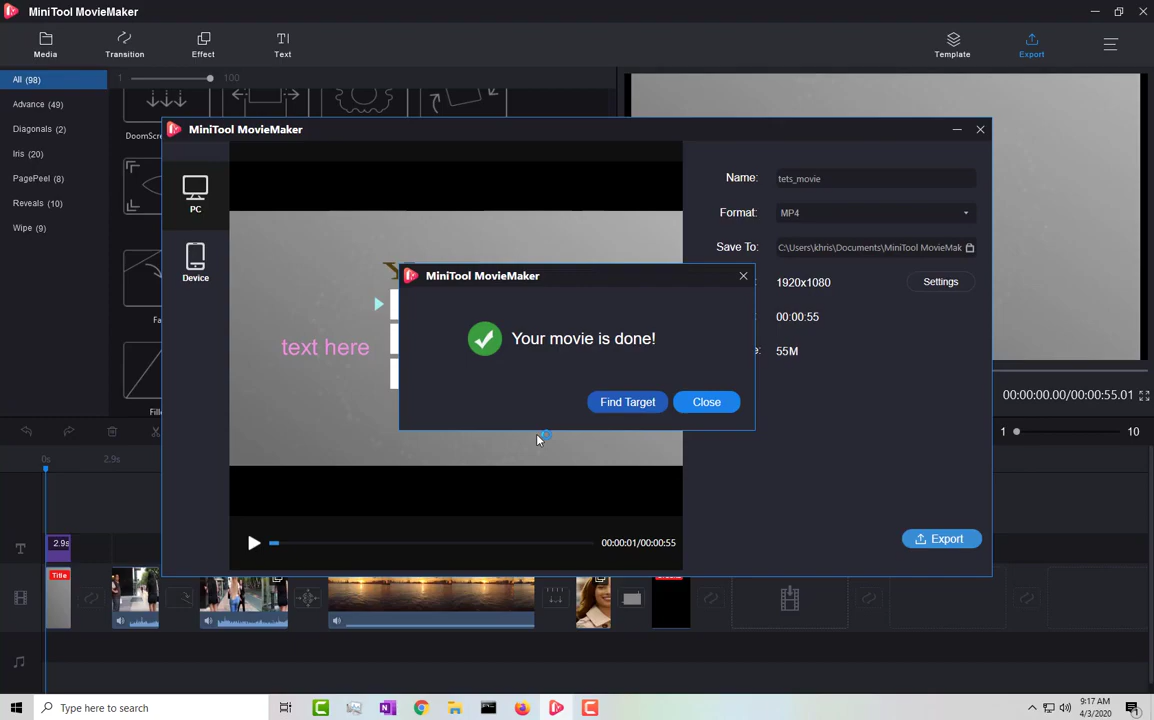 MiniTool MovieMaker
Media
Transition
Effect
Text
Template
Export
All (98)
1
100
Advance (49)
Diagonals (2)
Iris (20)
PagePeel (8)
Reveals (10)
Wipe (9)
DoomScre
Fa
Fille
MiniTool MovieMaker
PC
Device
text here
Name:
tets_movie
Format:
MP4
Save To:
C:\Users\khris\Documents\MiniTool MovieMak
1920x1080
Settings
00:00:55
55M
MiniTool MovieMaker
Your movie is done!
Find Target
Close
00:00:01/00:00:55
Export
00:00:00.00/00:00:55.01
1
10
0s
2.9s
2.9s
Title
Type here to search
9:17 AM
4/3/2020
1